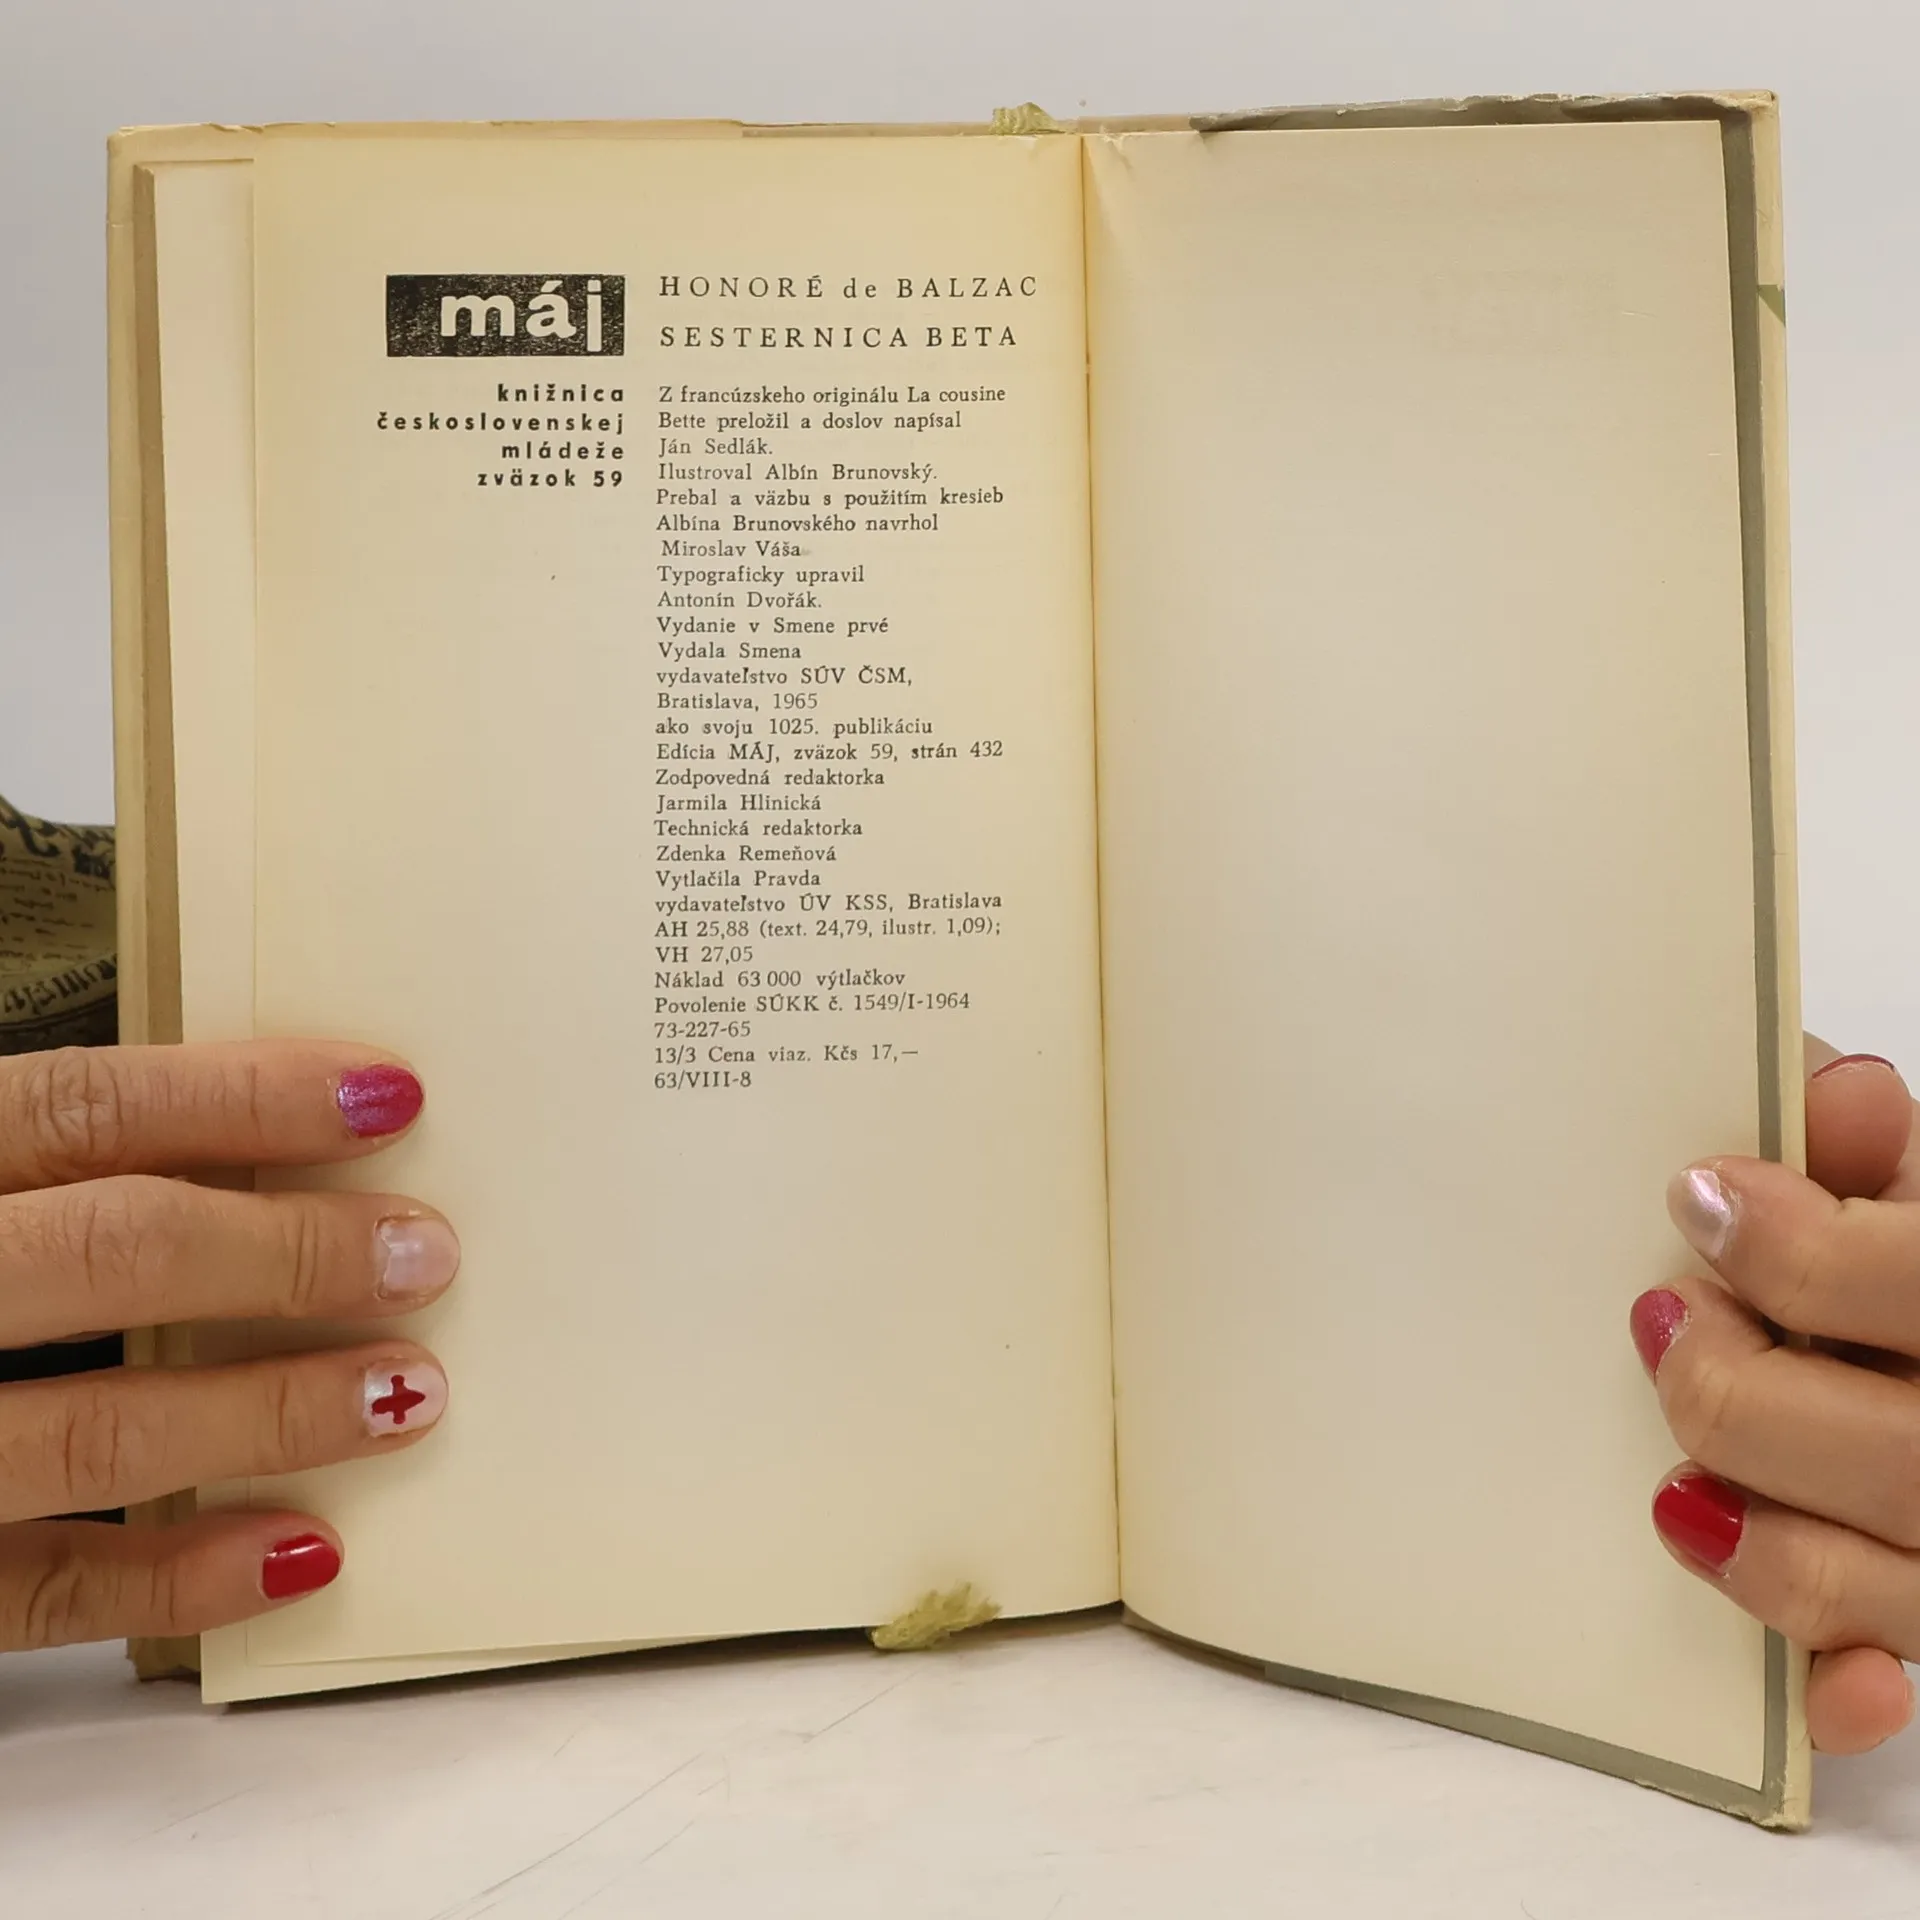 máj
knižnica
československej
mládeže
zväzok 59
HONORÉ de BALZAC
SESTERNICA BETA
Z francúzskeho originálu La cousine
Bette preložil a doslov napísal
Ján Sedlák.
Ilustroval Albín Brunovský.
Prebal a väzbu s použitím kresieb
Albína Brunovského navrhol
Miroslav Váša
Typograficky upravil
Antonín Dvořák.
Vydanie v Smene prvé
Vydala Smena
vydavateľstvo SÚV ČSM,
Bratislava, 1965
ako svoju 1025. publikáciu
Edícia MÁJ, zväzok 59, strán 432
Zodpovedná redaktorka
Jarmila Hlinická
Technická redaktorka
Zdenka Remeňová
Vytlačila Pravda
vydavateľstvo ÚV KSS, Bratislava
AH 25,88 (text. 24,79, ilustr. 1,09);
VH 27,05
Náklad 63 000 výtlačkov
Povolenie SÚKK č. 1549/I-1964
73-227-65
13/3 Cena viaz. Kčs 17,—
63/VIII-8